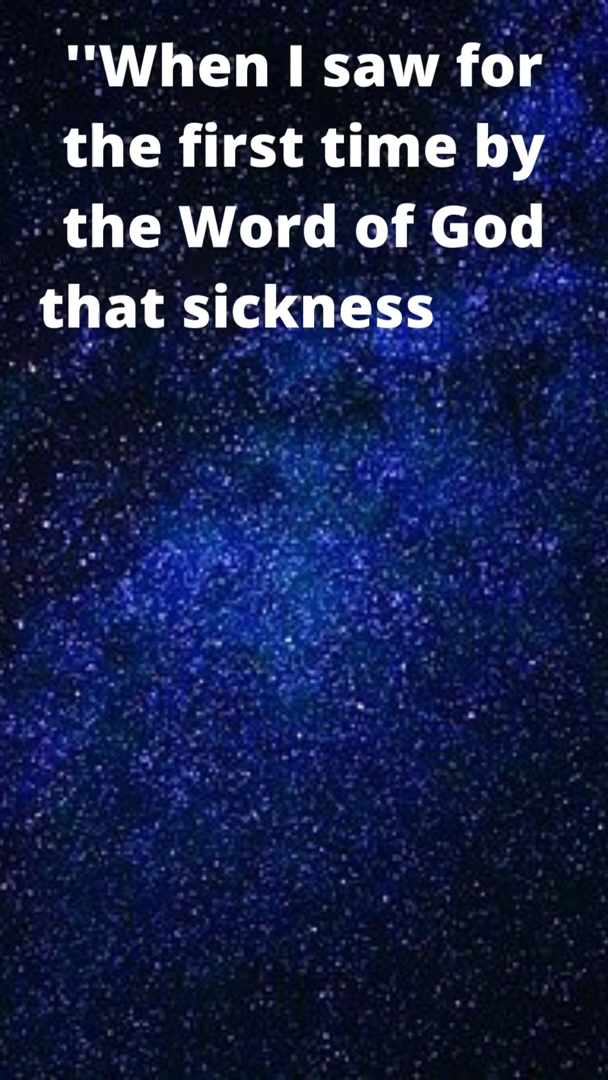 ''When I saw for
the first time by
the Word of God
that sickness